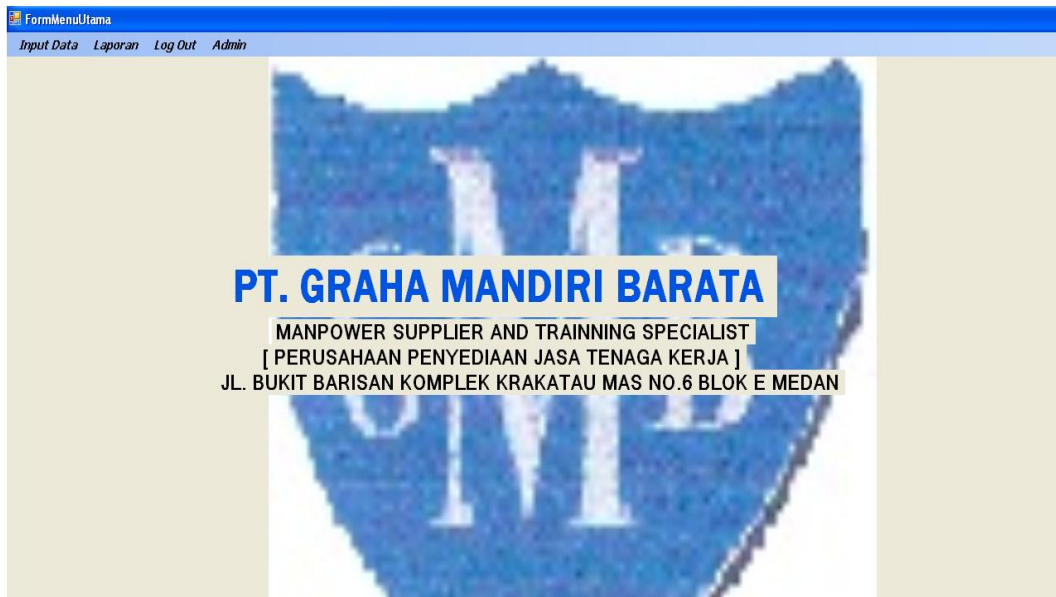 FormMenuUtama
Input Data Laporan Log Out Admin
GMB
PT. GRAHA MANDIRI BARATA
MANPOWER SUPPLIER AND TRAINNING SPECIALIST
[ PERUSAHAAN PENYEDIAAN JASA TENAGA KERJA ]
JL. BUKIT BARISAN KOMPLEK KRAKATAU MAS NO.6 BLOK E MEDAN